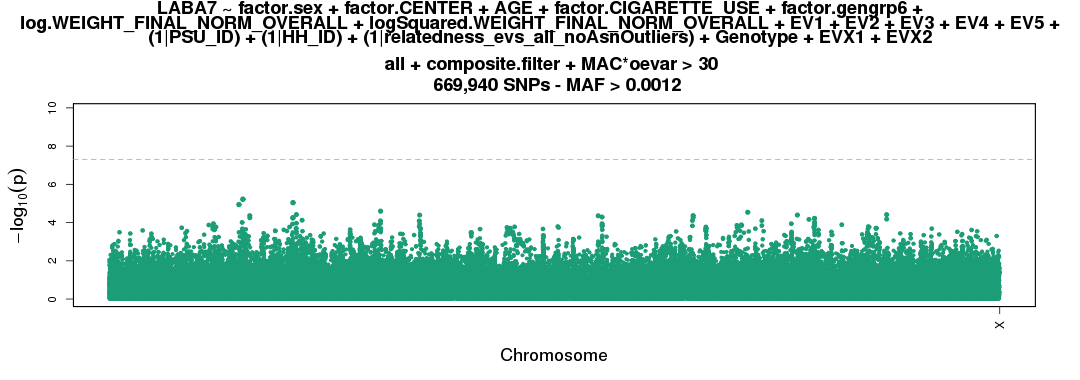 LABA7 ~ factor.sex + factor.CENTER + AGE + factor.CIGARETTE_USE + factor.gengrp6 +
log.WEIGHT_FINAL_NORM_OVERALL + logSquared.WEIGHT_FINAL_NORM_OVERALL + EV1 + EV2 + EV3 + EV4 + EV5 +
(1|PSU_ID) + (1|HH_ID) + (1|relatedness_evs_all_noAsnOutliers) + Genotype + EVX1 + EVX2
all + composite.filter + MAC*oevar > 30
669,940 SNPs - MAF > 0.0012
10
8
6
4
2
0
−log10(p)
X
Chromosome